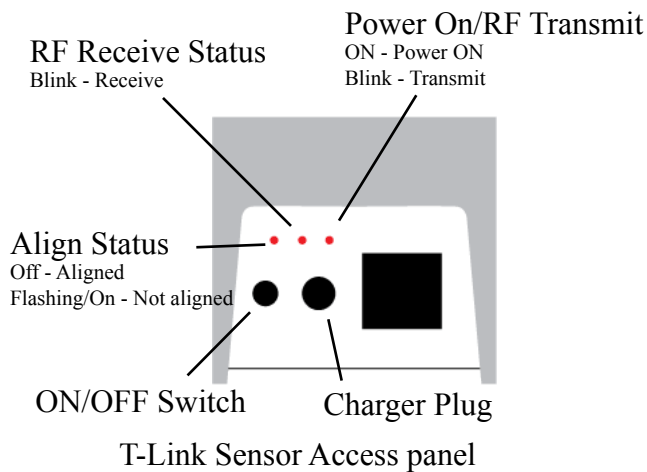 Power On/RF Transmit
ON - Power ON
Blink - Transmit
RF Receive Status
Blink - Receive
Align Status
Off - Aligned
Flashing/On - Not aligned
ON/OFF Switch
Charger Plug
T-Link Sensor Access panel